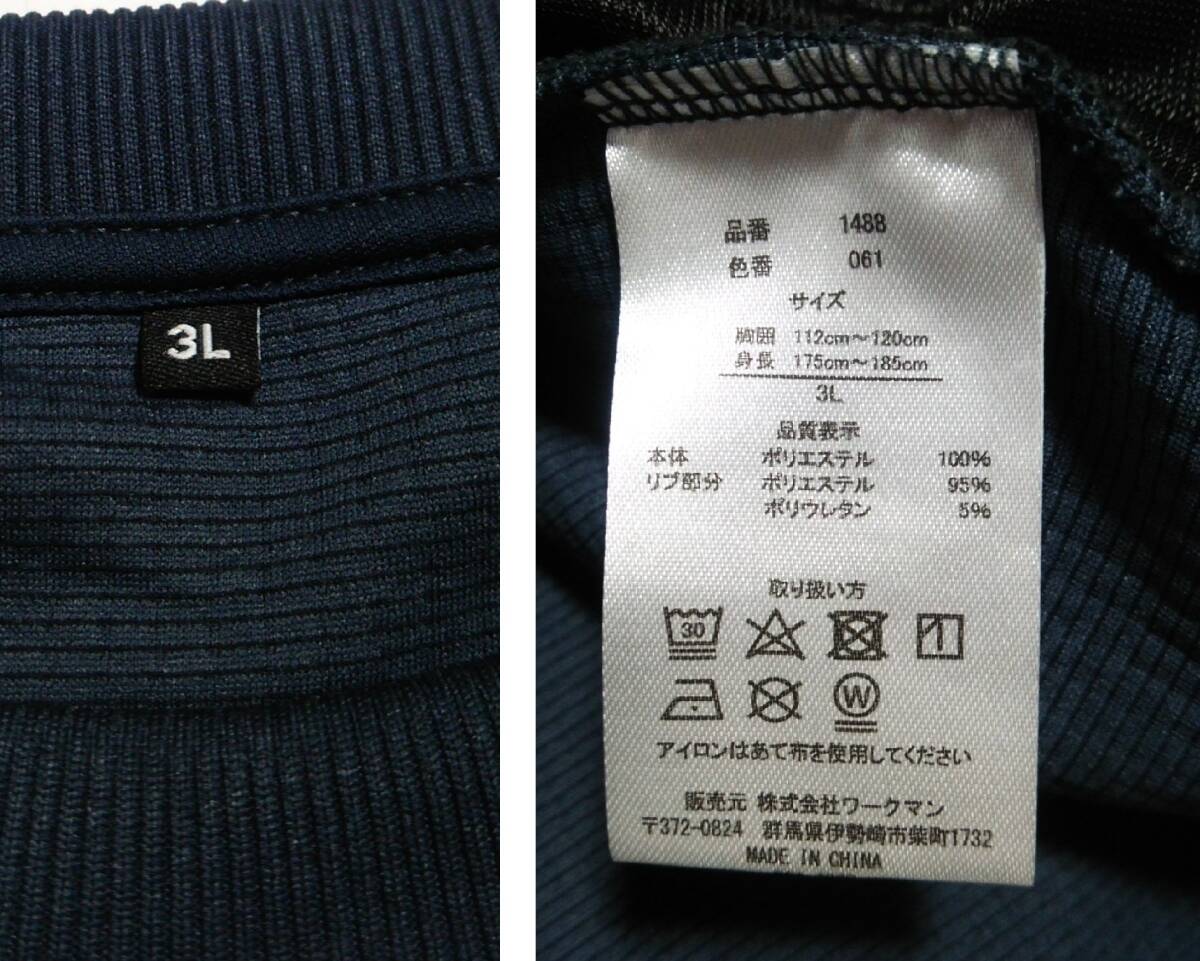 3L
品番 1488
色番 061
サイズ
胸囲 112cm～120cm
身長 175cm～185cm
3L
品質表示
本体 ポリエステル 100%
リブ部分 ポリエステル 95%
ポリウレタン 5%
取り扱い方
30
W
アイロンはあて布を使用してください
販売元 株式会社ワークマン
〒372-0824 群馬県伊勢崎市柴町1732
MADE IN CHINA